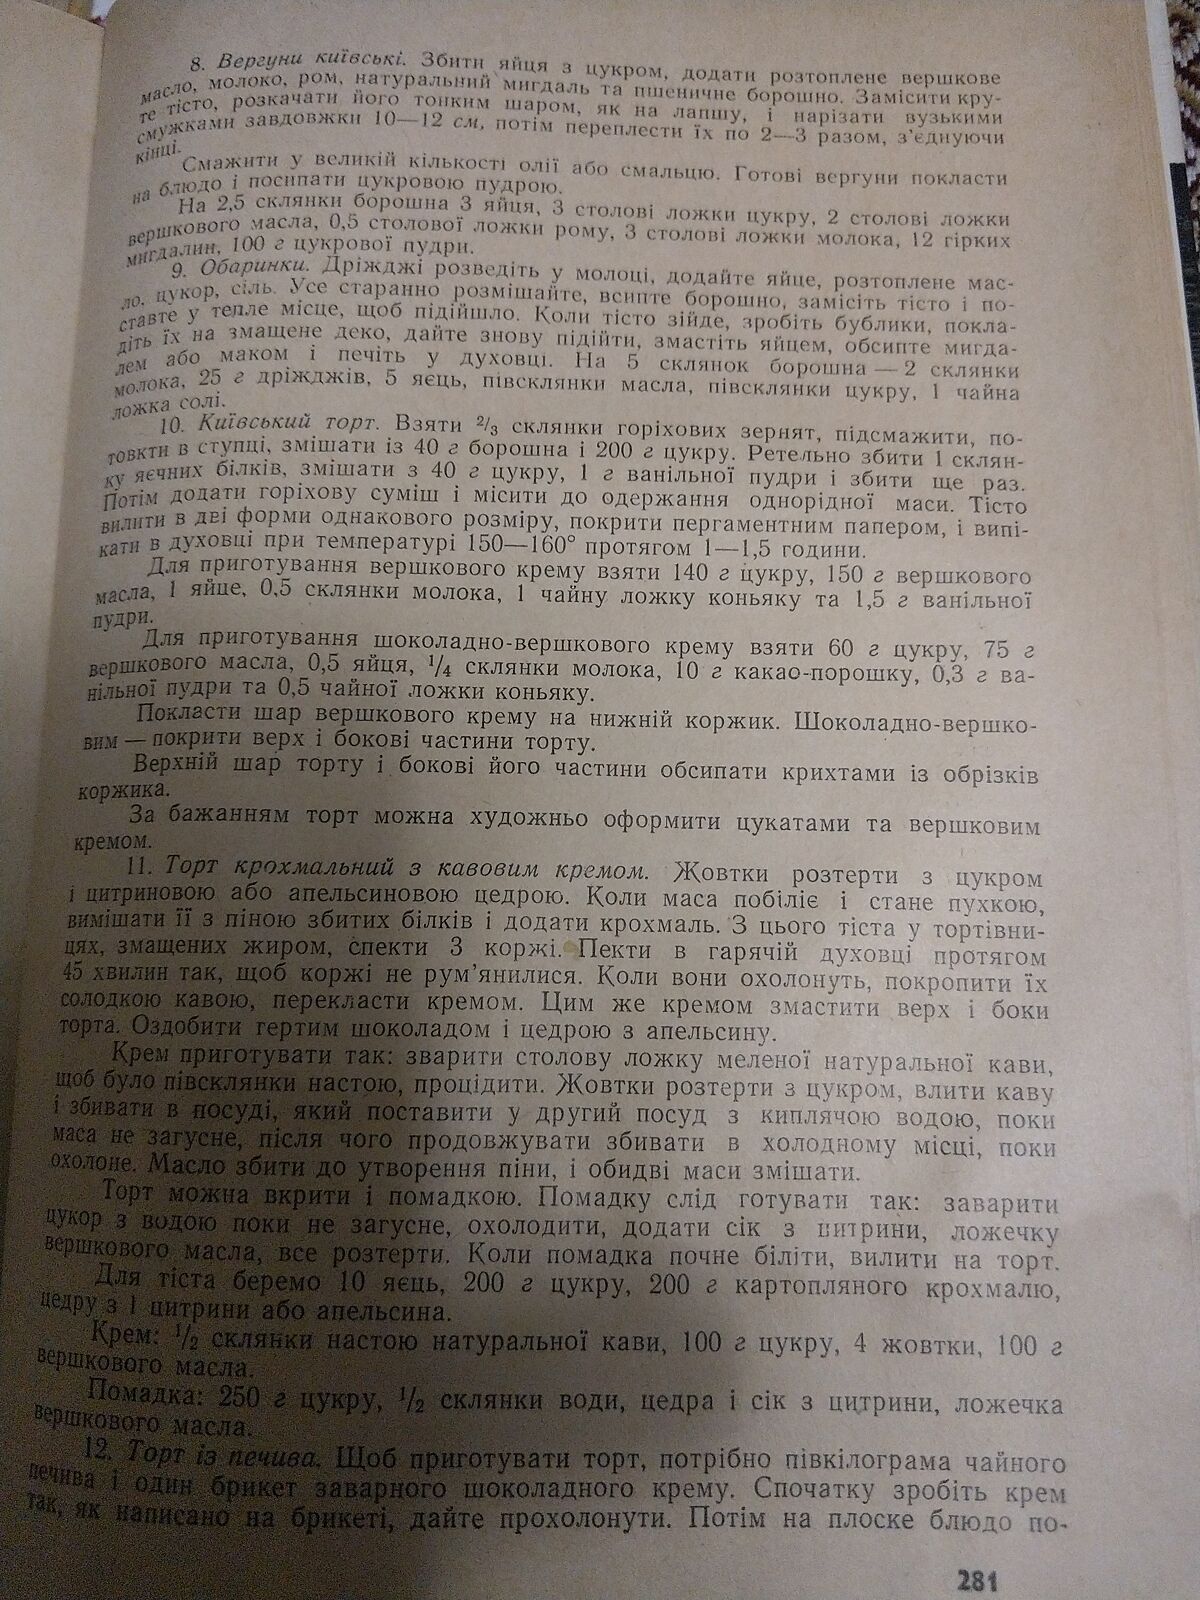 8. Вергуни київські. Збити яйця з цукром, додати розтоплене вершкове
масло, молоко, ром, натуральний мигдаль та пшеничне борошно. Замісити кру-
те тісто, розкачати його тонким шаром, як на лапшу, і нарізати вузькими
смужками завдовжки 10—12 см, потім переплести їх по 2—3 разом, з’єднуючи
кінці.
Смажити у великій кількості олії або смальцю. Готові вергуни покласти
на блюдо і посипати цукровою пудрою.
На 2,5 склянки борошна 3 яйця, 3 столові ложки цукру, 2 столові ложки
вершкового масла, 0,5 столової ложки рому, 3 столові ложки молока, 12 гірких
мигдалин, 100 г цукрової пудри.
9. Обаринки. Дріжджі розведіть у молоці, додайте яйце, розтоплене мас-
ло, цукор, сіль. Усе старанно розмішайте, всипте борошно, замісіть тісто і по-
ставте у тепле місце, щоб підійшло. Коли тісто зійде, зробіть бублики, покла-
діть їх на змащене деко, дайте знову підійти, змастіть яйцем, обсипте мигда-
лем або маком і печіть у духовці. На 5 склянок борошна — 2 склянки
молока, 25 г дріжджів, 5 яєць, півсклянки масла, півсклянки цукру, 1 чайна
ложка солі.
10. Київський торт. Взяти 2/3 склянки горіхових зернят, підсмажити, по-
товкти в ступці, змішати із 40 г борошна і 200 г цукру. Ретельно збити 1 склян-
ку яєчних білків, змішати з 40 г цукру, 1 г ванільної пудри і збити ще раз.
Потім додати горіхову суміш і місити до одержання однорідної маси. Тісто
вилити в дві форми однакового розміру, покрити пергаментним папером, і випі-
кати в духовці при температурі 150—160° протягом 1—1,5 години.
Для приготування вершкового крему взяти 140 г цукру, 150 г вершкового
масла, 1 яйце, 0,5 склянки молока, 1 чайну ложку коньяку та 1,5 г ванільної
пудри.
Для приготування шоколадно-вершкового крему взяти 60 г цукру, 75 г
вершкового масла, 0,5 яйця, 1/4 склянки молока, 10 г какао-порошку, 0,3 г ва-
нільної пудри та 0,5 чайної ложки коньяку.
Покласти шар вершкового крему на нижній коржик. Шоколадно-вершко-
вим — покрити верх і бокові частини торту.
Верхній шар торту і бокові його частини обсипати крихтами із обрізків
коржика.
За бажанням торт можна художньо оформити цукатами та вершковим
кремом.
11. Торт крохмальний з кавовим кремом. Жовтки розтерти з цукром
і цитриновою або апельсиновою цедрою. Коли маса побіліє і стане пухкою,
вимішати її з піною збитих білків і додати крохмаль. З цього тіста у тортівни-
цях, змащених жиром, спекти 3 коржі. Пекти в гарячій духовці протягом
45 хвилин так, щоб коржі не рум’янилися. Коли вони охолонуть, покропити їх
солодкою кавою, перекласти кремом. Цим же кремом змастити верх і боки
торта. Оздобити гертим шоколадом і цедрою з апельсину.
Крем приготувати так: зварити столову ложку меленої натуральної кави,
щоб було півсклянки настою, процідити. Жовтки розтерти з цукром, влити каву
і збивати в посуді, який поставити у другий посуд з киплячою водою, поки
маса не загусне, після чого продовжувати збивати в холодному місці, поки
охолоне. Масло збити до утворення піни, і обидві маси змішати.
Торт можна вкрити і помадкою. Помадку слід готувати так: заварити
цукор з водою поки не загусне, охолодити, додати сік з цитрини, ложечку
вершкового масла, все розтерти. Коли помадка почне біліти, вилити на торт.
Для тіста беремо 10 яєць, 200 г цукру, 200 г картопляного крохмалю,
цедру з 1 цитрини або апельсина.
Крем: 1/2 склянки настою натуральної кави, 100 г цукру, 4 жовтки, 100 г
вершкового масла.
Помадка: 250 г цукру, 1/2 склянки води, цедра і сік з цитрини, ложечка
вершкового масла.
12. Торт із печива. Щоб приготувати торт, потрібно півкілограма чайного
печива і один брикет заварного шоколадного крему. Спочатку зробіть крем
так, як написано на брикеті, дайте прохолонути. Потім на плоске блюдо по-
281